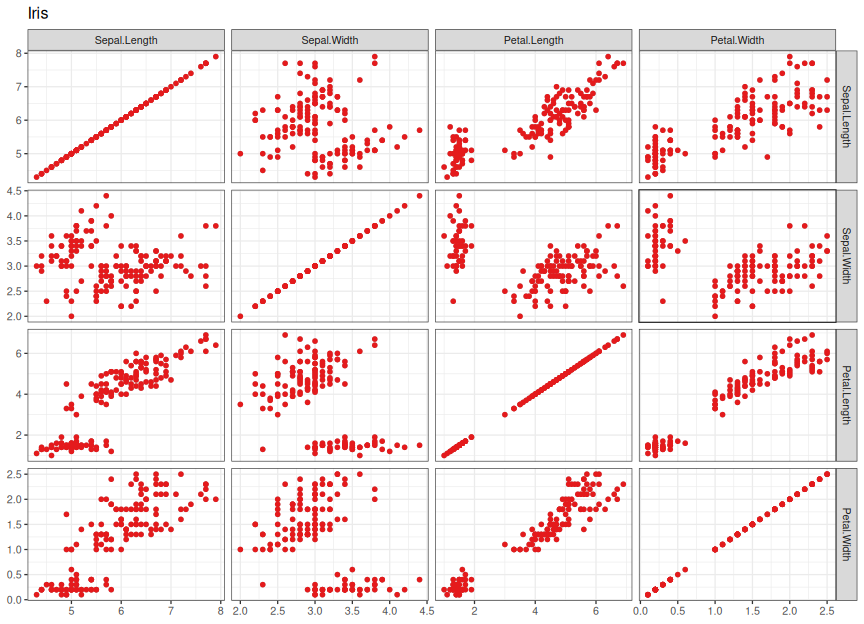 Iris
Sepal.Length Sepal.Width Petal.Length Petal.Width
8
7
6
5
Sepal.Length
4.5
4.0
3.5
3.0
2.5
2.0
Sepal.Width
6
4
2
Petal.Length
2.5
2.0
1.5
1.0
0.5
0.0
Petal.Width
5 6 7 8 2.0 2.5 3.0 3.5 4.0 4.5 2 4 6 0.0 0.5 1.0 1.5 2.0 2.5